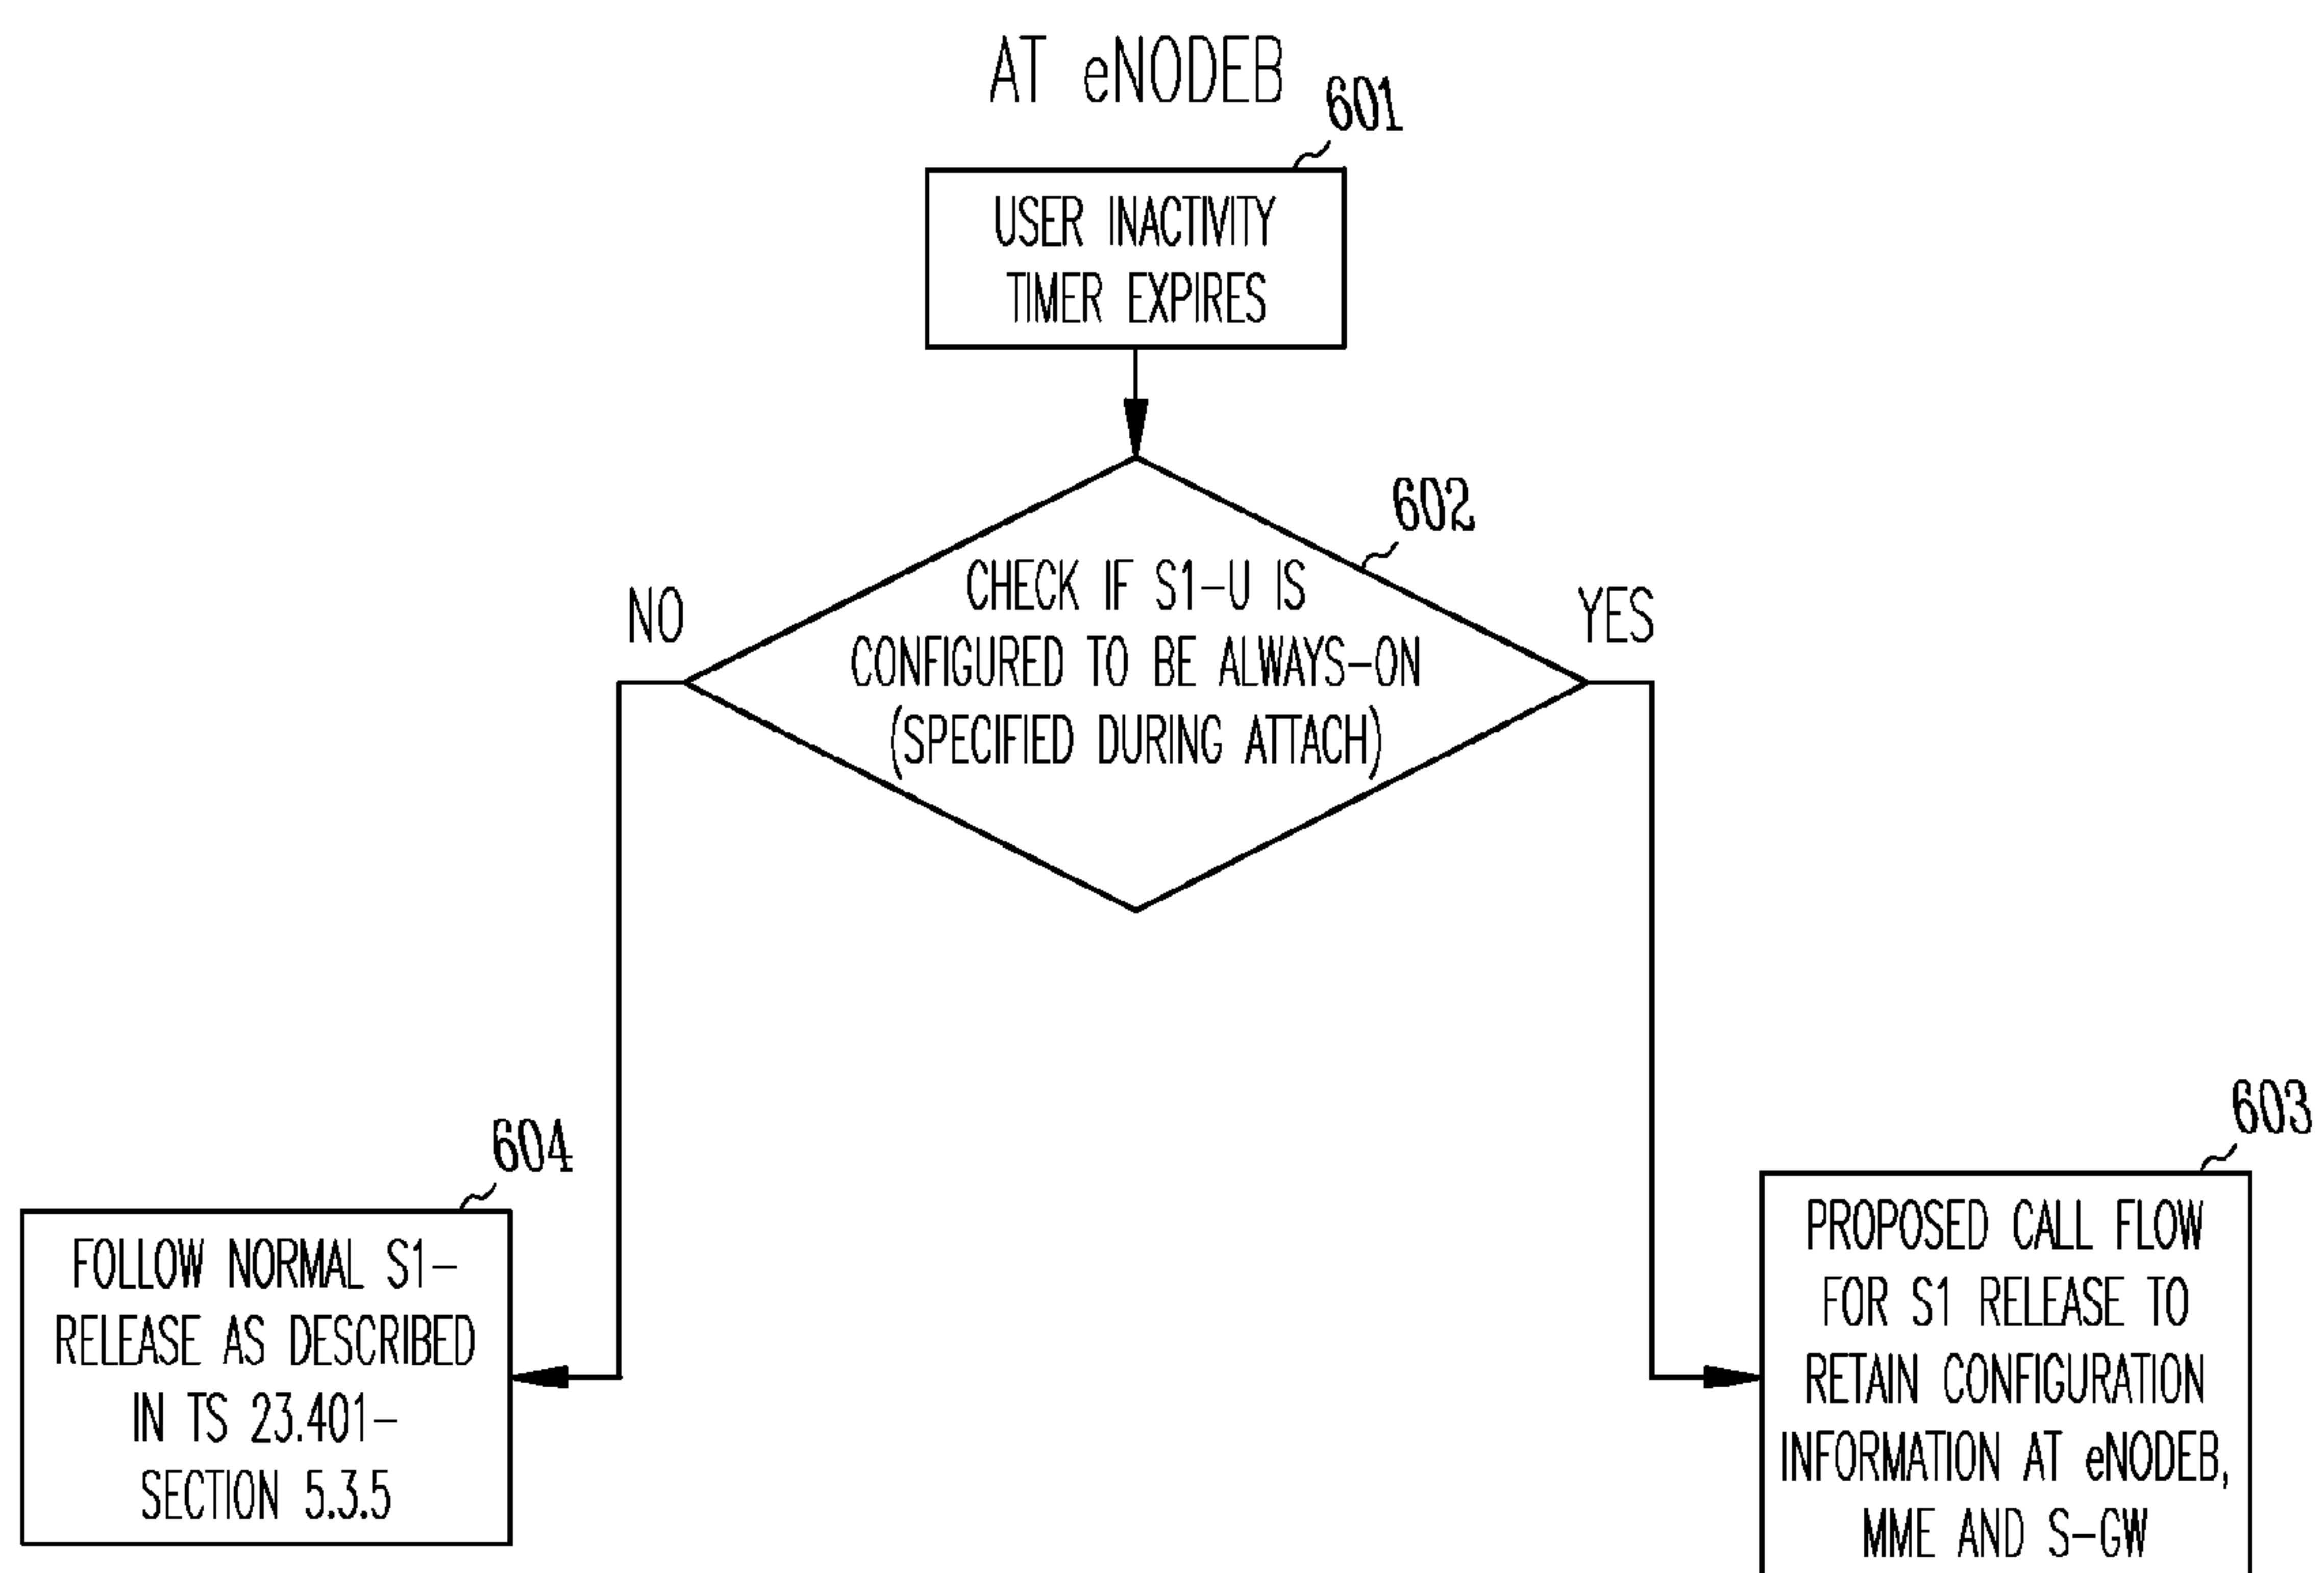 AT eNODEB
601
USER INACTIVITY
TIMER EXPIRES
602
CHECK IF S1-U IS
CONFIGURED TO BE ALWAYS-ON
(SPECIFIED DURING ATTACH)
NO
YES
604
FOLLOW NORMAL S1-
RELEASE AS DESCRIBED
IN TS 23.401-
SECTION 5.3.5
603
PROPOSED CALL FLOW
FOR S1 RELEASE TO
RETAIN CONFIGURATION
INFORMATION AT eNODEB,
MME AND S-GW